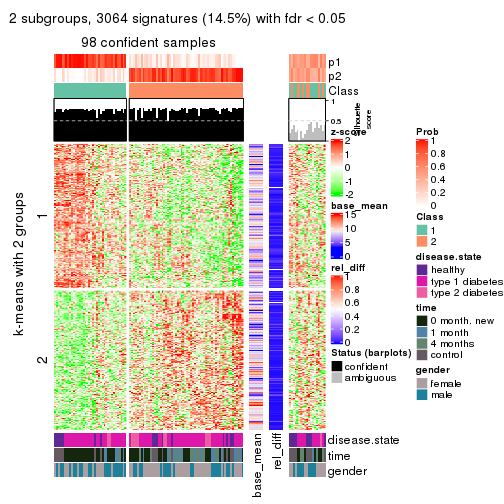 2 subgroups, 3064 signatures (14.5%) with fdr < 0.05
98 confident samples
p1
p2
Class
1
0.5
0
Silhouette
score
k-means with 2 groups
1
2
z-score
2
1
0
-1
-2
base_mean
15
10
5
0
rel_diff
1
0.8
0.6
0.4
0.2
0
Status (barplots)
confident
ambiguous
Prob
1
0.8
0.6
0.4
0.2
0
Class
1
2
disease.state
healthy
type 1 diabetes
type 2 diabetes
time
0 month. new
1 month
4 months
control
gender
female
male
disease.state
time
gender
base_mean
rel_diff